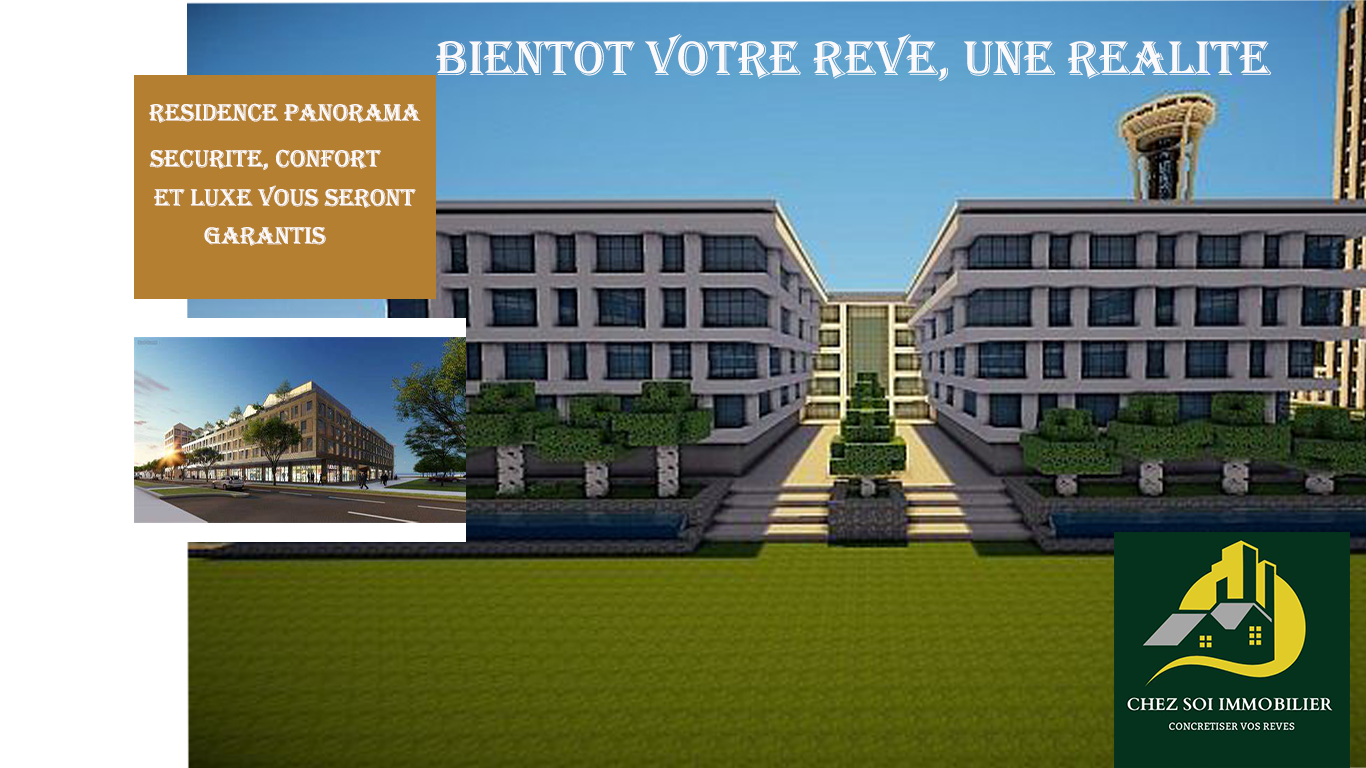 BIENTOT VOTRE REVE, UNE REALITE
RESIDENCE PANORAMA
SECURITE, CONFORT
ET LUXE VOUS SERONT
GARANTIS
CHEZ SOI IMMOBILIER
CONCRETISER VOS REVES